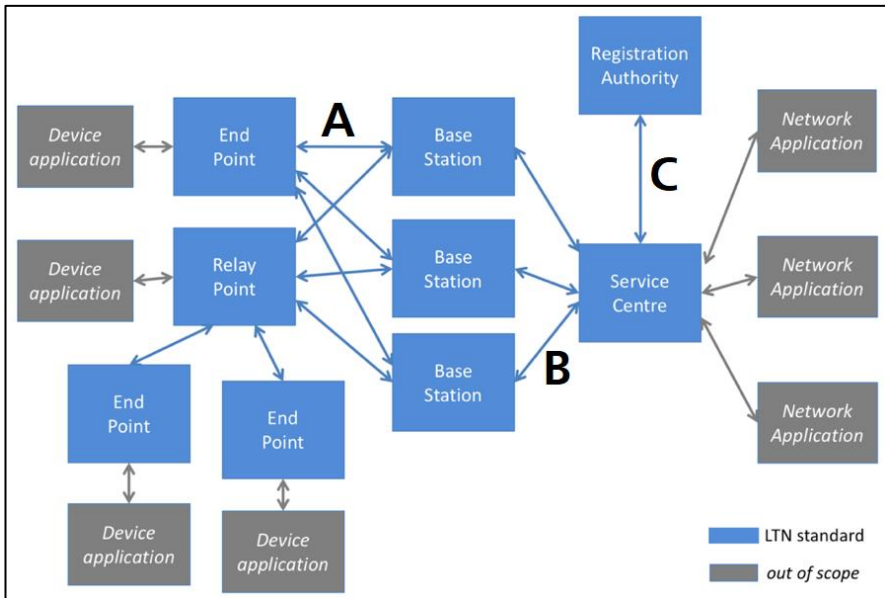 Registration
Authority
Device
application
End
Point
A
Base
Station
Network
Application
C
Device
application
Relay
Point
Base
Station
Service
Centre
Network
Application
End
Point
End
Point
Base
Station
B
Network
Application
Device
application
Device
application
LTN standard
out of scope